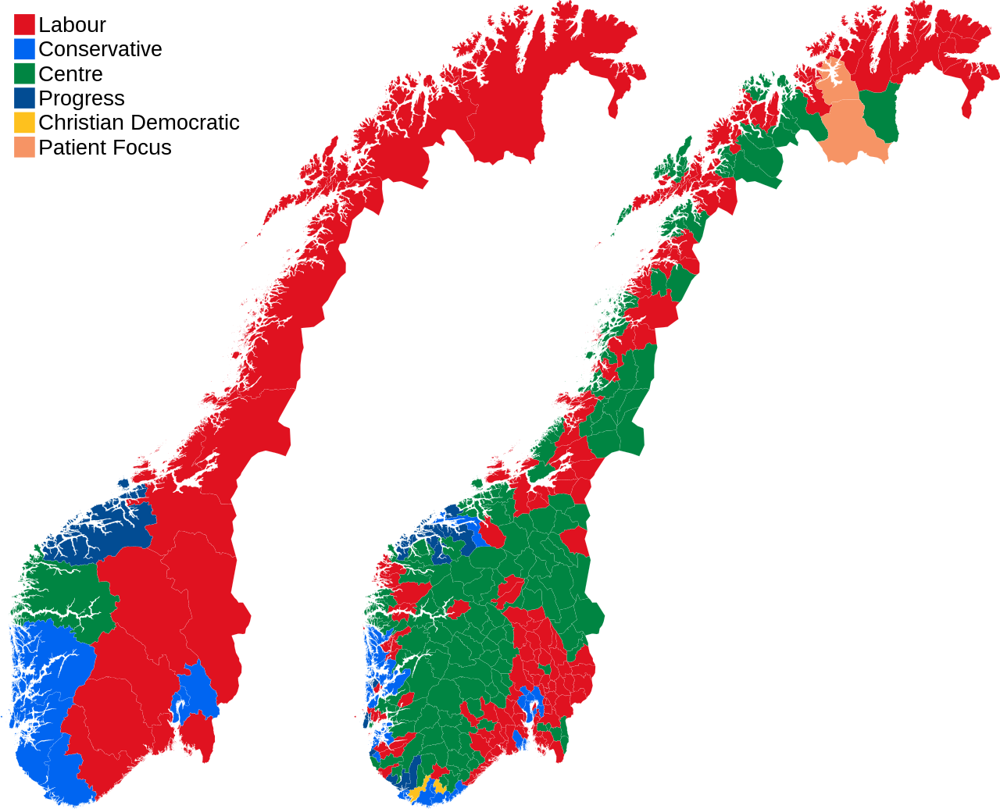 Labour
Conservative
Centre
Progress
Christian Democratic
Patient Focus